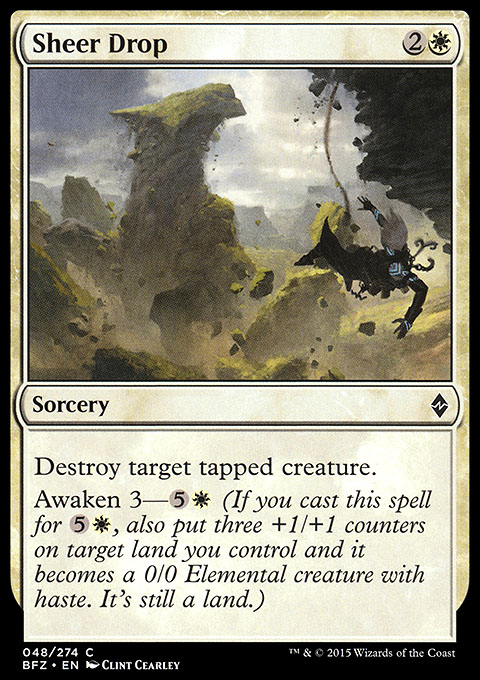 Sheer Drop 2
Sorcery
Destroy target tapped creature.
Awaken 3—5 (If you cast this spell
for 5, also put three +1/+1 counters
on target land you control and it
becomes a 0/0 Elemental creature with
haste. It's still a land.)
048/274 C
BFZ • EN Clint Cearley
™ & © 2015 Wizards of the Coast